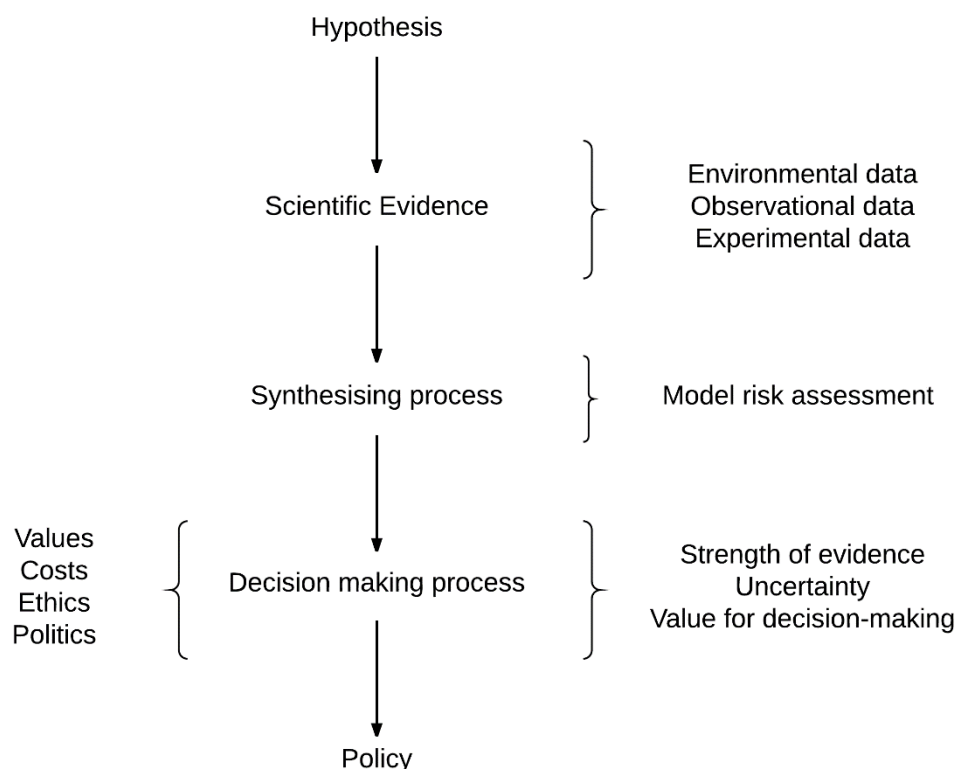 Hypothesis
Scientific Evidence
Environmental data
Observational data
Experimental data
Synthesising process
Model risk assessment
Values
Costs
Ethics
Politics
Decision making process
Strength of evidence
Uncertainty
Value for decision-making
Policy